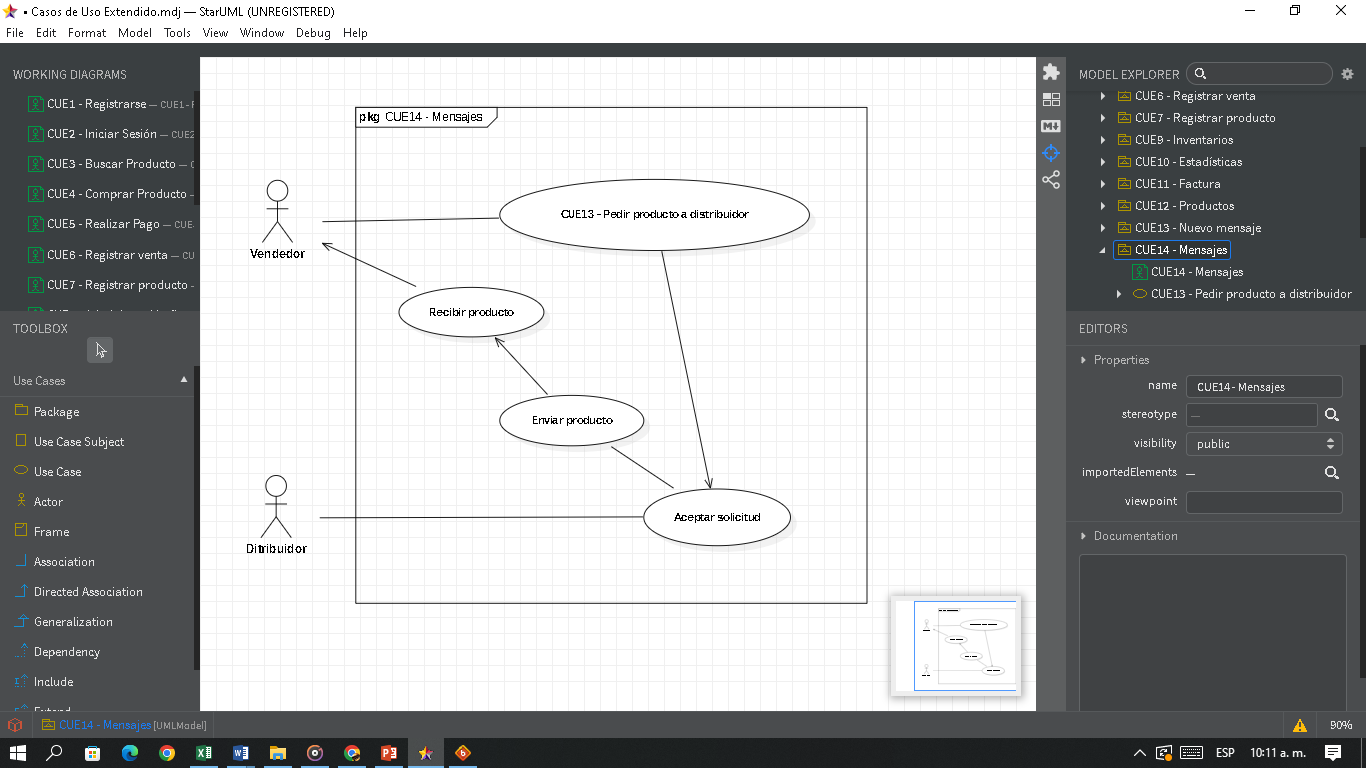 • Casos de Uso Extendido.mdj — StarUML (UNREGISTERED)
File Edit Format Model Tools View Window Debug Help
WORKING DIAGRAMS
CUE1 - Registrarse — CUE1- R
CUE2 - Iniciar Sesión — CUE2
CUE3 - Buscar Producto — C
CUE4 - Comprar Producto -
CUE5 - Realizar Pago — CUE
CUE6 - Registrar venta — CU
CUE7 - Registrar producto -
TOOLBOX
Use Cases
Package
Use Case Subject
Use Case
Actor
Frame
Association
Directed Association
Generalization
Dependency
Include
Extend
pkg CUE14 - Mensajes
CUE13 - Pedir producto a distribuidor
Vendedor
Recibir producto
Enviar producto
Aceptar solicitud
Ditribuidor
MODEL EXPLORER
CUE6 - Registrar venta
CUE7 - Registrar producto
CUE9 - Inventarios
CUE10 - Estadísticas
CUE11 - Factura
CUE12 - Productos
CUE13 - Nuevo mensaje
CUE14 - Mensajes
CUE14 - Mensajes
CUE13 - Pedir producto a distribuidor
EDITORS
Properties
name CUE14 - Mensajes
stereotype —
visibility public
importedElements —
viewpoint
Documentation
CUE14 - Mensajes [UMLModel]
90%
ESP 10:11 a. m.